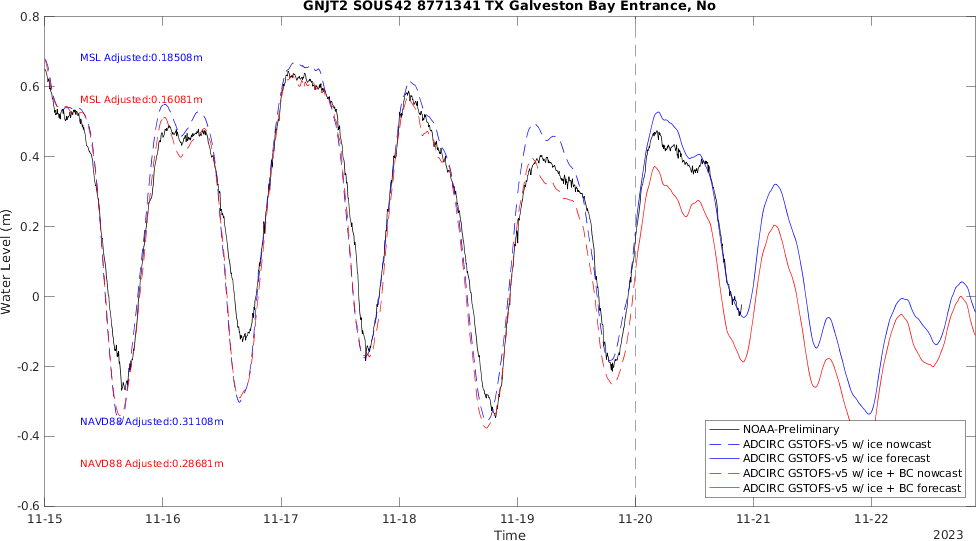 GNJT2 SOUS42 8771341 TX Galveston Bay Entrance, No
0.8
0.6
0.4
0.2
0
-0.2
-0.4
-0.6
Water Level (m)
MSL Adjusted:0.18508m
MSL Adjusted:0.16081m
NAVD88 Adjusted:0.31108m
NAVD88 Adjusted:0.28681m
NOAA-Preliminary
ADCIRC GSTOFS-v5 w/ ice nowcast
ADCIRC GSTOFS-v5 w/ ice forecast
ADCIRC GSTOFS-v5 w/ ice + BC nowcast
ADCIRC GSTOFS-v5 w/ ice + BC forecast
11-15 11-16 11-17 11-18 11-19 11-20 11-21 11-22
Time
2023